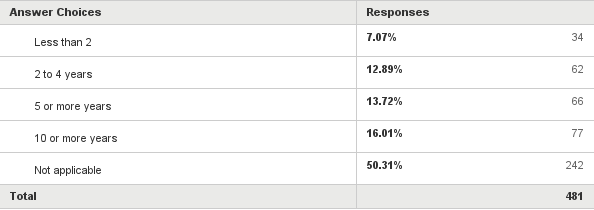 Answer Choices Responses
Less than 2 7.07% 34
2 to 4 years 12.89% 62
5 or more years 13.72% 66
10 or more years 16.01% 77
Not applicable 50.31% 242
Total 481